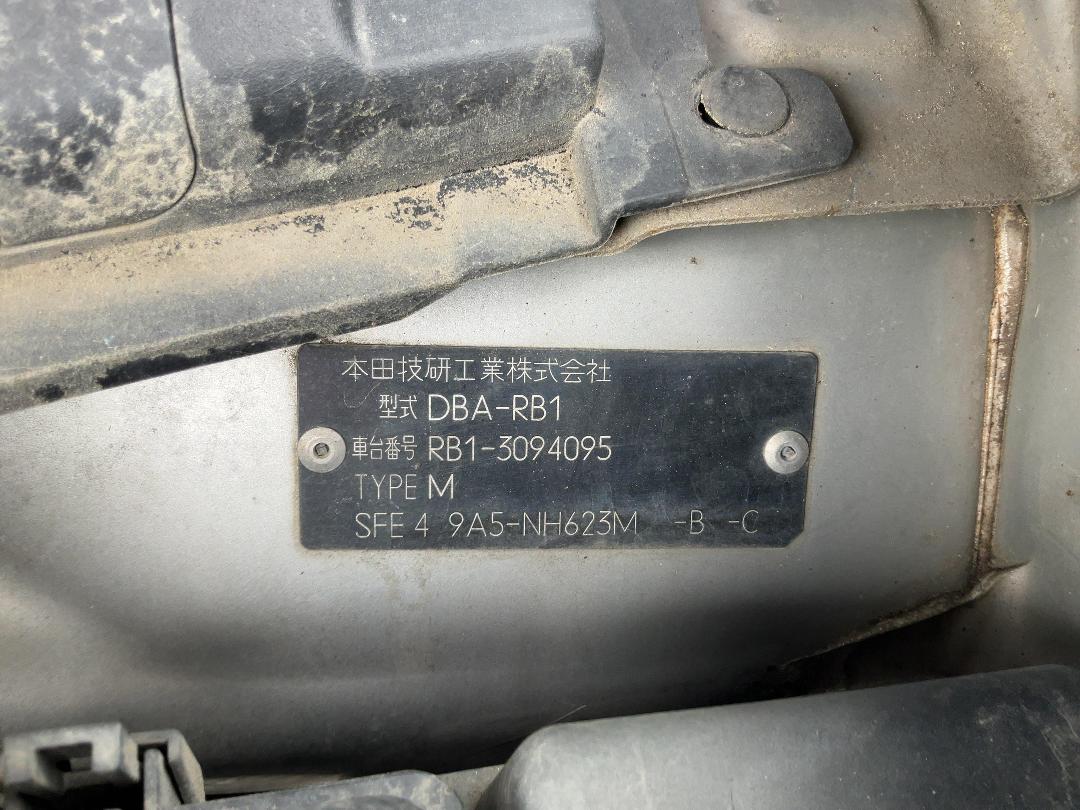 本田技研工業株式会社
型式 DBA-RB1
車台番号 RB1-3094095
TYPE M
SFE 4 9A5-NH623M -B -C